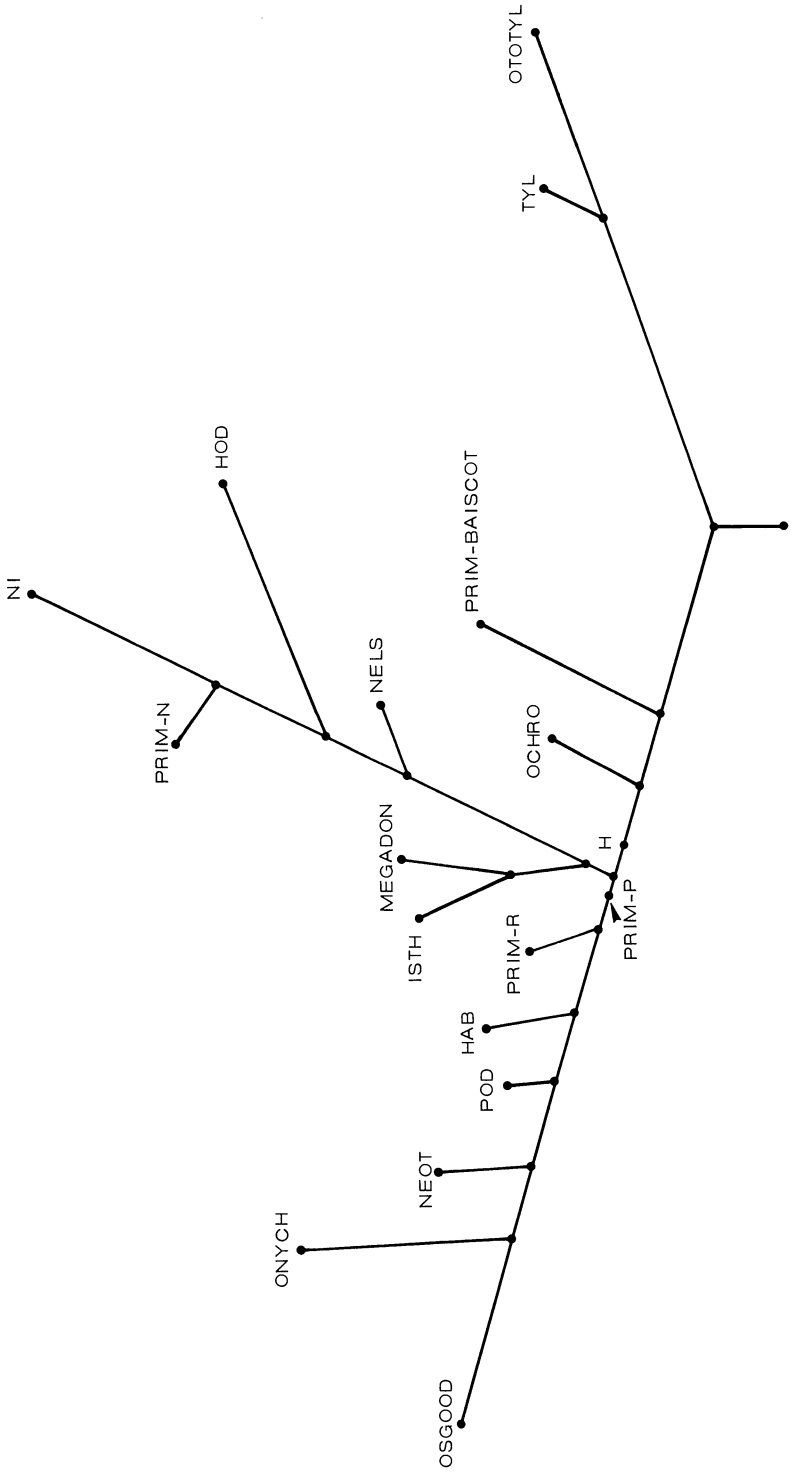 OTOTYL
TYL
HOD
PRIM-BAISCOT
NI
NELS
PRIM-N
OCHRO
MEGADON
H
ISTH
PRIM-R
PRIM-P
HAB
POD
NEOT
ONYCH
OSGOOD